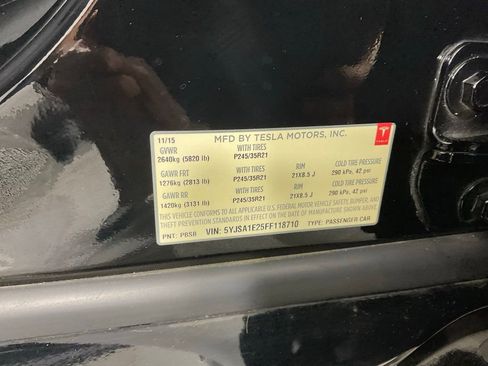 11/15 MFD BY TESLA MOTORS, INC.
GVWR WITH TIRES
2640kg (5820 lb) P245/35R21
GAWR FRT WITH TIRES RIM COLD TIRE PRESSURE
1276kg (2813 lb) P245/35R21 21X8.5 J 290 kPa, 42 psi
GAWR RR WITH TIRES RIM COLD TIRE PRESSURE
1420kg (3131 lb) P245/35R21 21X8.5 J 290 kPa, 42 psi
THIS VEHICLE CONFORMS TO ALL APPLICABLE U.S. FEDERAL MOTOR VEHICLE SAFETY, BUMPER, AND
THEFT PREVENTION STANDARDS IN EFFECT ON THE DATE OF MANUFACTURE SHOWN ABOVE.
PNT: PBSB VIN: 5YJSA1E25FF118710 TYPE: PASSENGER CAR